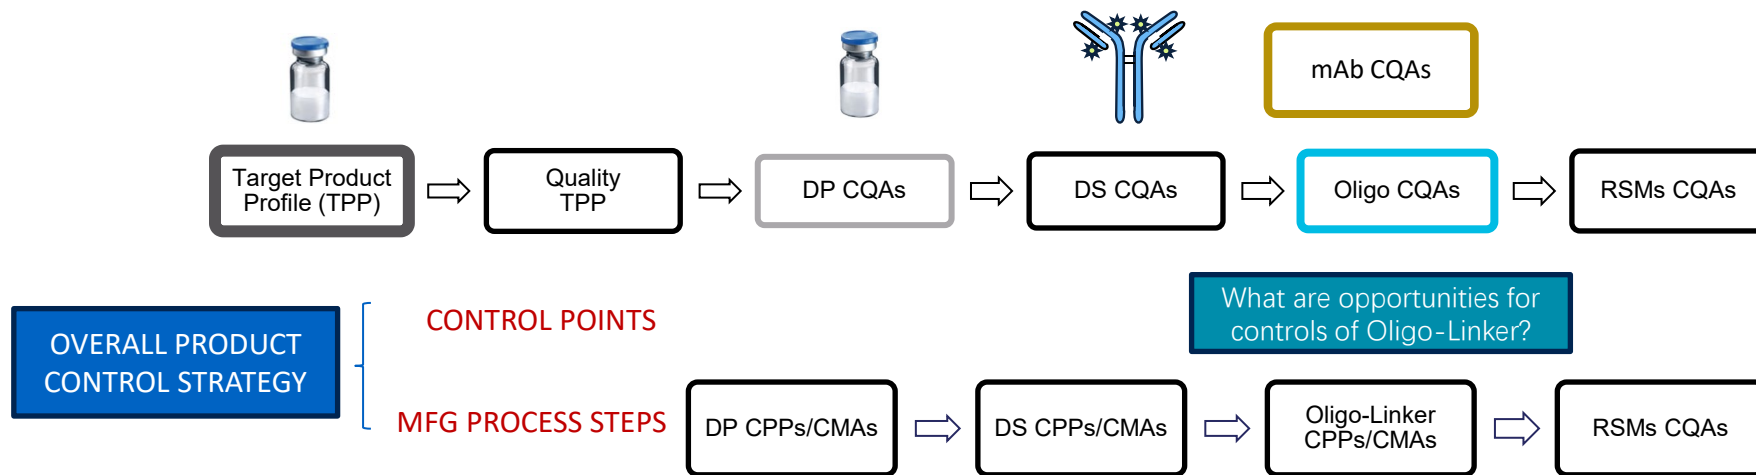 mAb CQAs
Target Product
Profile (TPP)
Quality
TPP
DP CQAs
DS CQAs
Oligo CQAs
RSMs CQAs
What are opportunities for
controls of Oligo-Linker?
CONTROL POINTS
OVERALL PRODUCT
CONTROL STRATEGY
MFG PROCESS STEPS
DP CPPs/CMAs
DS CPPs/CMAs
Oligo-Linker
CPPs/CMAs
RSMs CQAs